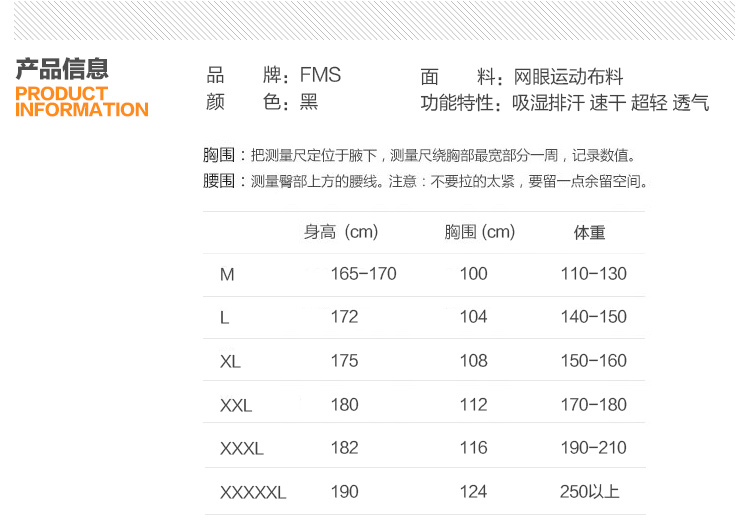 产品信息
PRODUCT
INFORMATION
品 牌：FMS 面 料：网眼运动布料
颜 色：黑 功能特性：吸湿排汗 速干 超轻 透气
胸围：把测量尺定位于腋下，测量尺绕胸部最宽部分一周，记录数值。
腰围：测量臀部上方的腰线。注意：不要拉的太紧，要留一点余留空间。
身高 (cm) 胸围 (cm) 体重
M 165-170 100 110-130
L 172 104 140-150
XL 175 108 150-160
XXL 180 112 170-180
XXXL 182 116 190-210
XXXXXL 190 124 250以上